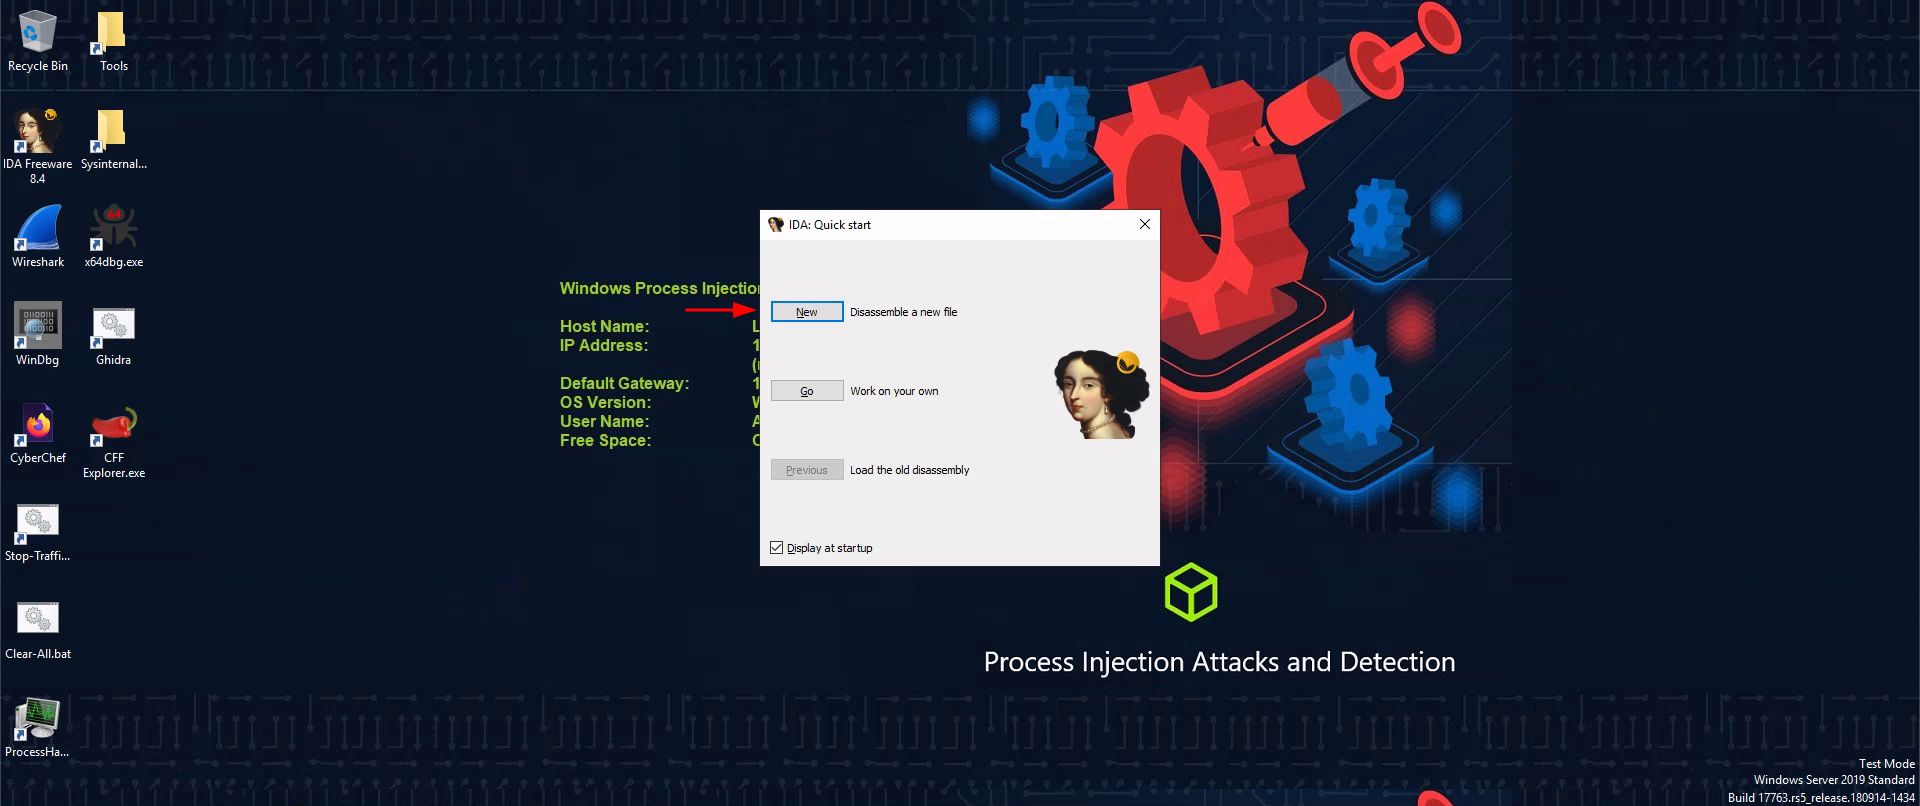 Recycle Bin
Tools
IDA Freeware
8.4
Sysinternal...
64
Wireshark
x64dbg.exe
WinDbg
Ghidra
CyberChef
CFF
Explorer.exe
Stop-Traffi...
Clear-All.bat
ProcessHa...
Windows Process Injection
Host Name:
IP Address:
Default Gateway:
OS Version:
User Name:
Free Space:
IDA: Quick start
New
Disassemble a new file
Go
Work on your own
Previous
Load the old disassembly
Display at startup
Process Injection Attacks and Detection
Test Mode
Windows Server 2019 Standard
Build 17763.rs5_release.180914-1434